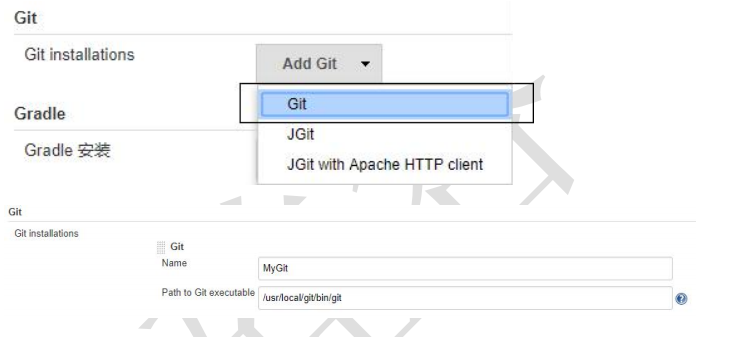 Git
Git installations
Add Git
Git
JGit
JGit with Apache HTTP client
Gradle
Gradle 安装
Git
Git installations
Git
Name
MyGit
Path to Git executable
/usr/local/git/bin/git